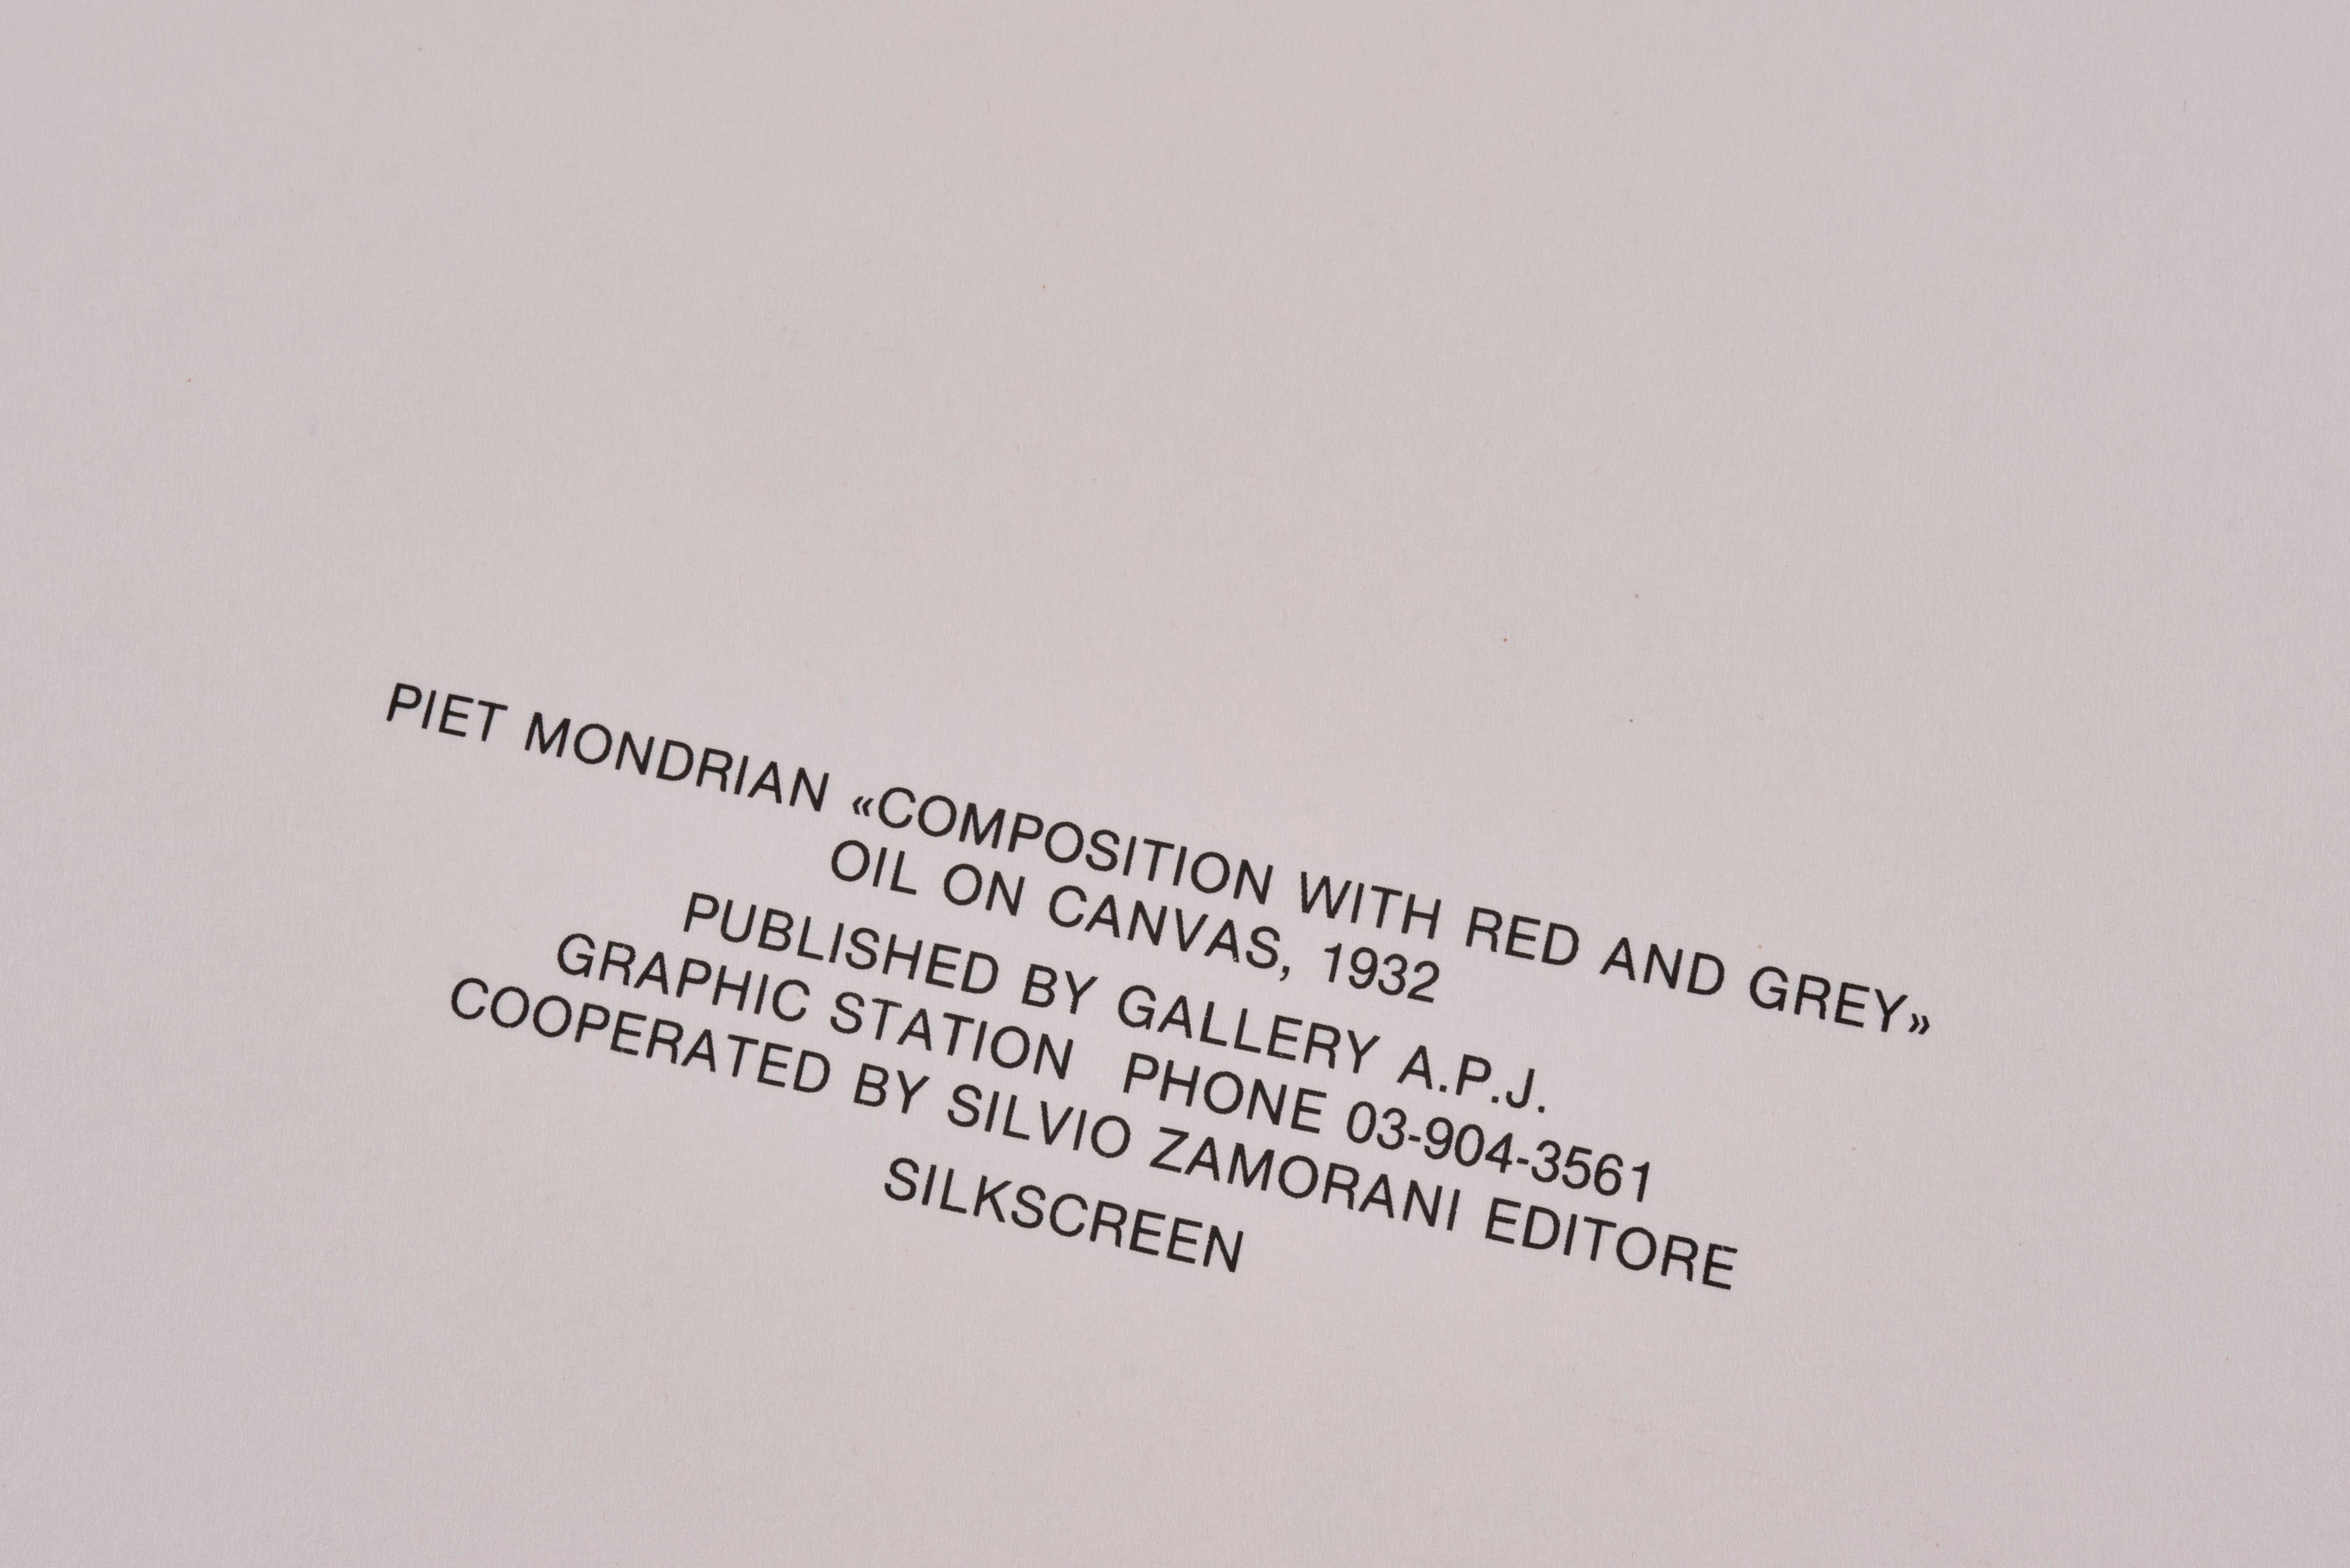 PIET MONDRIAN «COMPOSITION WITH RED AND GREY»
OIL ON CANVAS, 1932
PUBLISHED BY GALLERY A.P.J.
GRAPHIC STATION PHONE 03-904-3561
COOPERATED BY SILVIO ZAMORANI EDITORE
SILKSCREEN